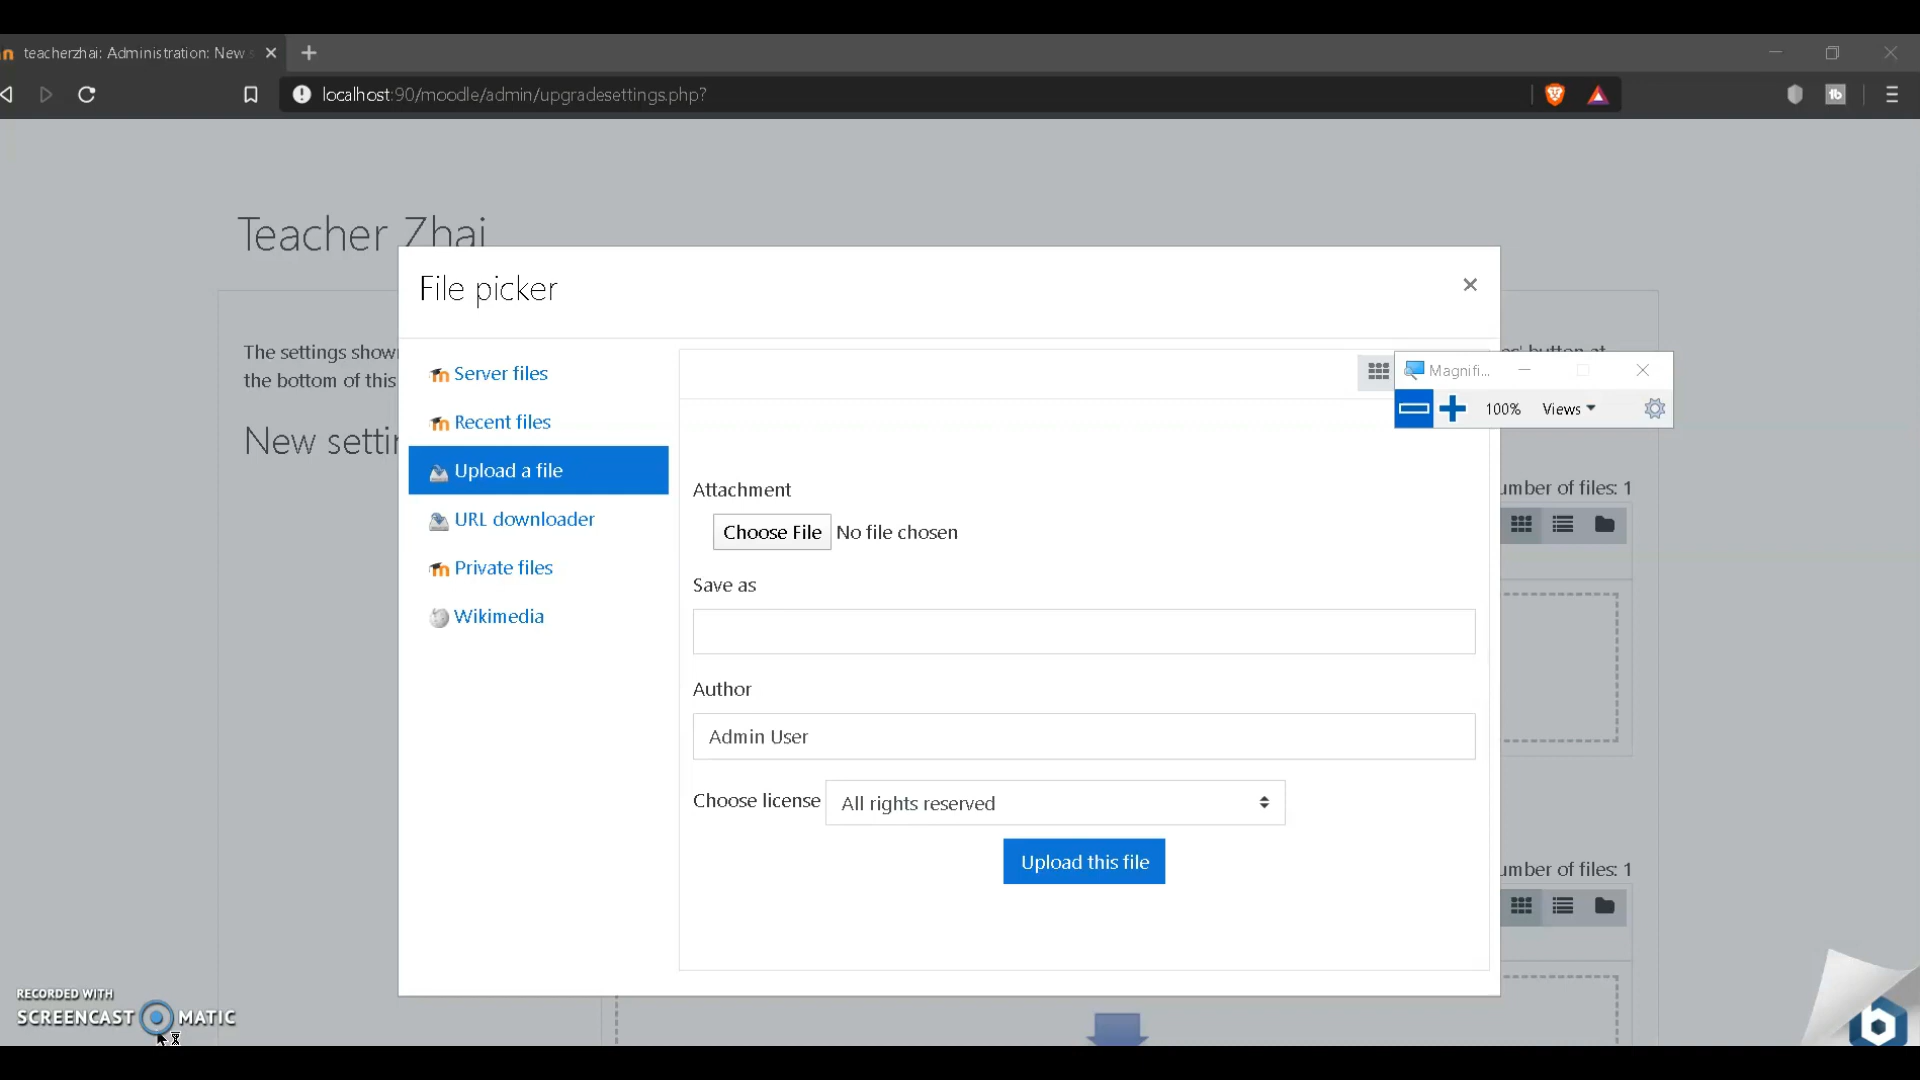 teacherzhai: Administration: New
localhost:90/moodle/admin/upgradesettings.php?
Teacher Zhai
File picker
The settings show
the bottom of this
button at
New setti
Server files
Recent files
Upload a file
URL downloader
Private files
Wikimedia
Magnifi...
100% Views
Attachment
Choose File No file chosen
Save as
Author
Admin User
Choose license All rights reserved
Upload this file
umber of files: 1
umber of files: 1
RECORDED WITH
SCREENCAST MATIC